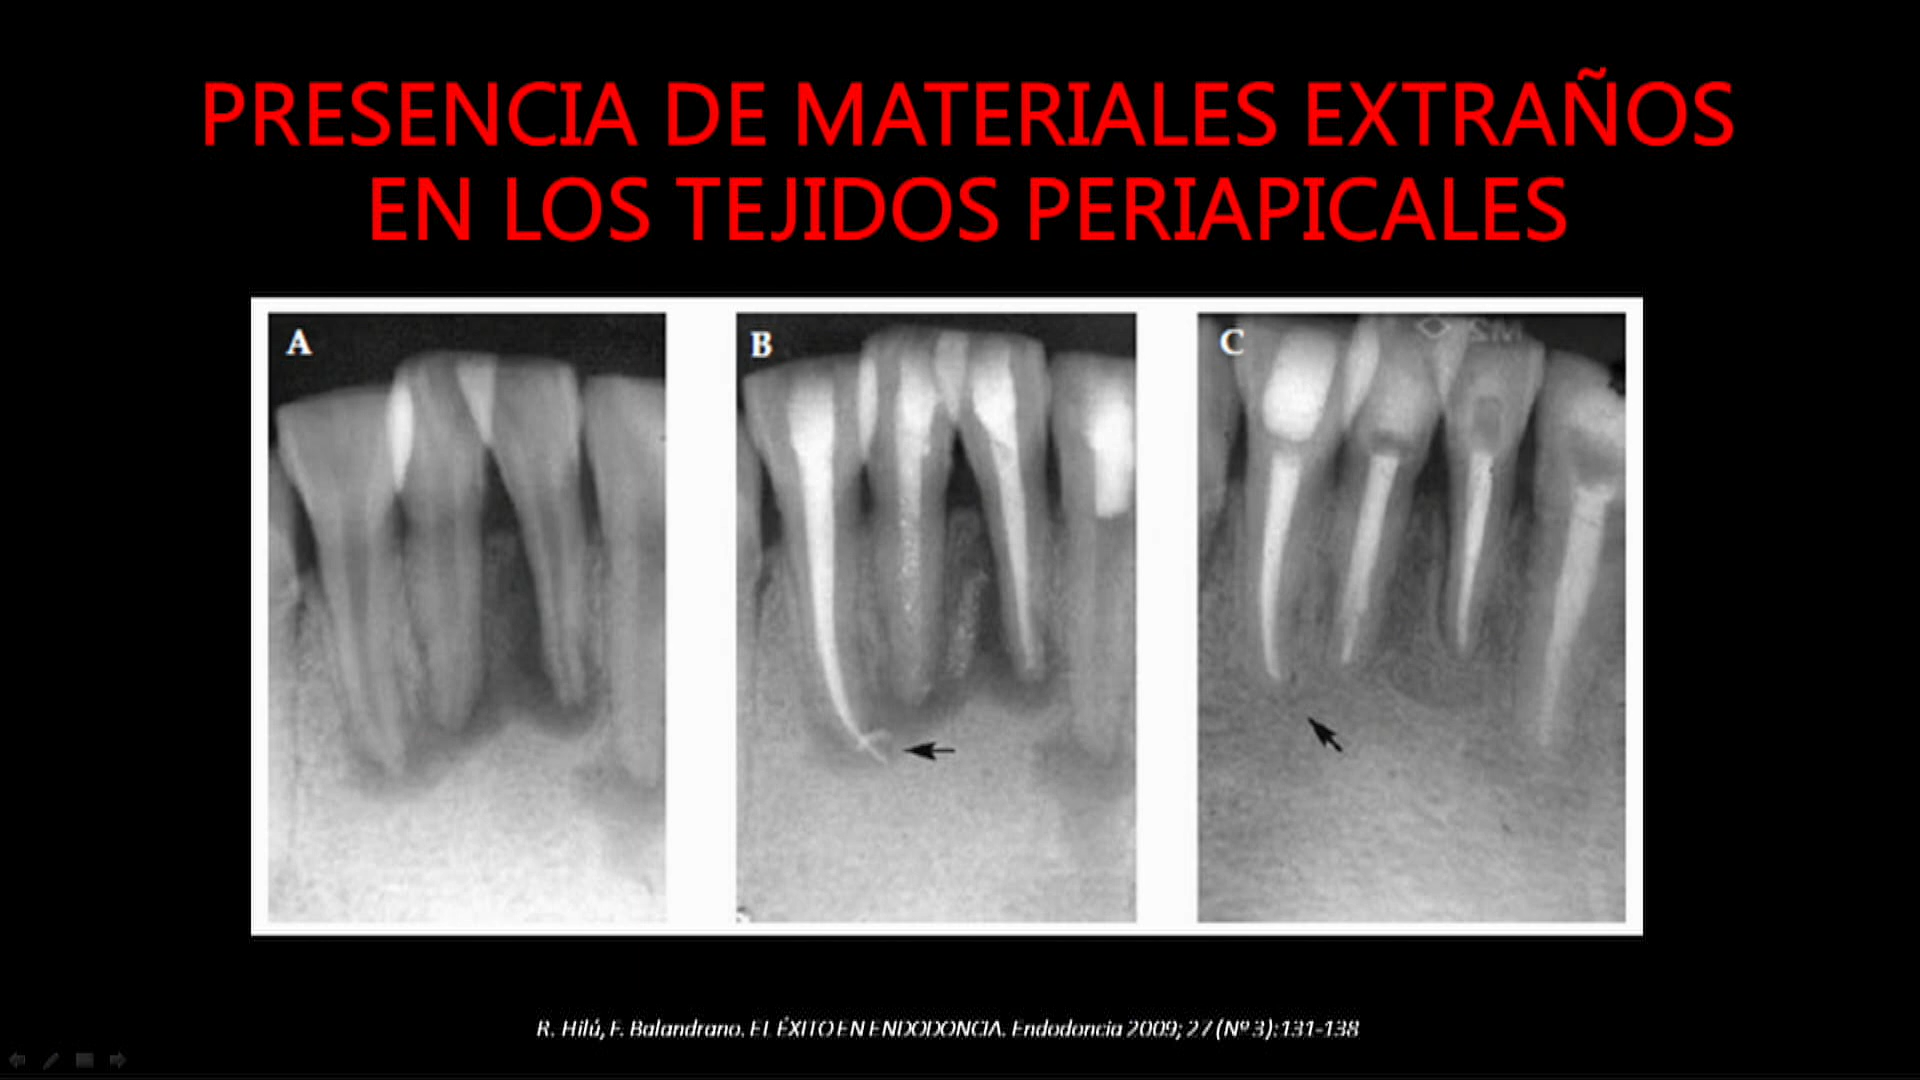 PRESENCIA DE MATERIALES EXTRAÑOS
EN LOS TEJIDOS PERIAPICALES
A
B
C
R. Hilú, F. Balandrano. EL ÉXITO EN ENDODONCIA. Endodoncia 2009; 27 (Nº 3):131-138